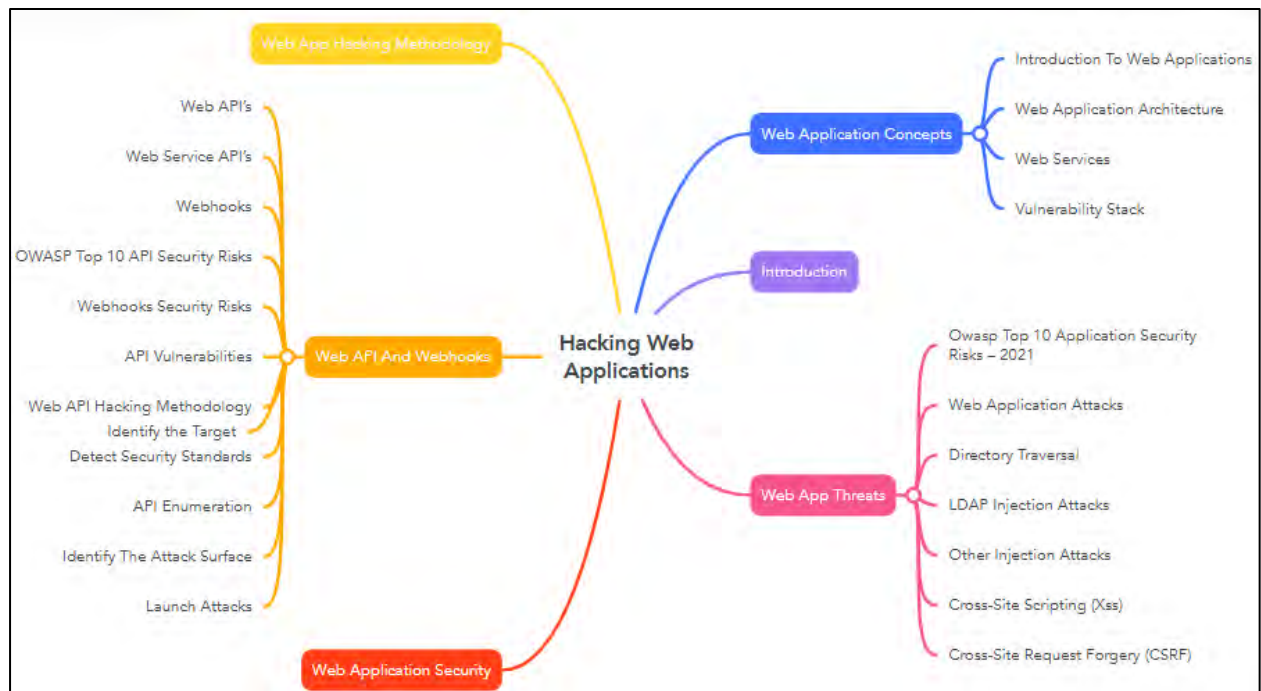 Web App Hacking Methodology
Web API's
Web Service API's
Webhooks
OWASP Top 10 API Security Risks
Webhooks Security Risks
API Vulnerabilities
Web API Hacking Methodology
Identify the Target
Detect Security Standards
API Enumeration
Identify The Attack Surface
Launch Attacks
Web API And Webhooks
Web Application Security
Hacking Web
Applications
Web Application Concepts
Introduction To Web Applications
Web Application Architecture
Web Services
Vulnerability Stack
Introduction
Web App Threats
Owasp Top 10 Application Security
Risks – 2021
Web Application Attacks
Directory Traversal
LDAP Injection Attacks
Other Injection Attacks
Cross-Site Scripting (Xss)
Cross-Site Request Forgery (CSRF)